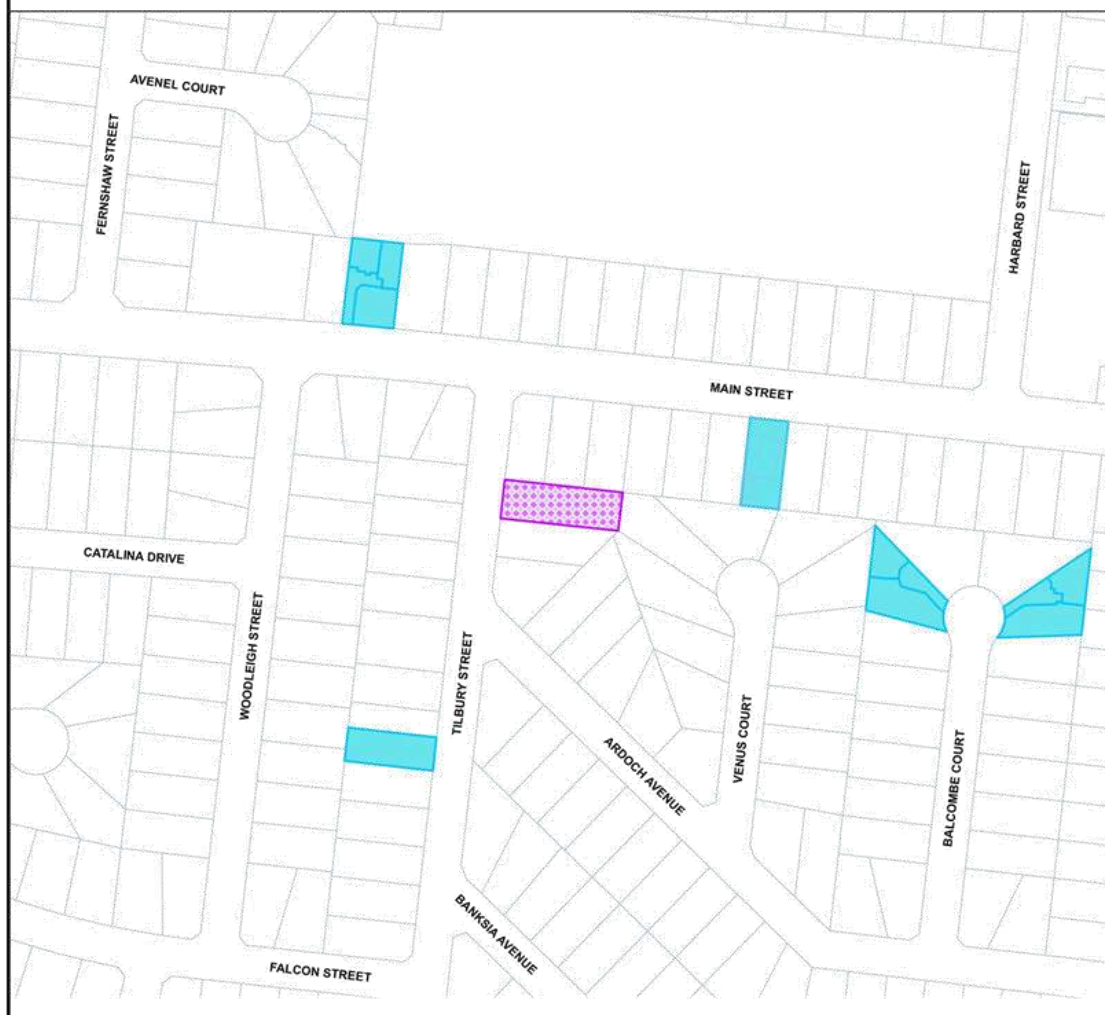 AVENEL COURT
FERNSHAW STREET
HARBARD STREET
MAIN STREET
CATALINA DRIVE
WOODLEIGH STREET
TILBURY STREET
ARDOCH AVENUE
VENUS COURT
BALCOMBE COURT
BANKSIA AVENUE
FALCON STREET